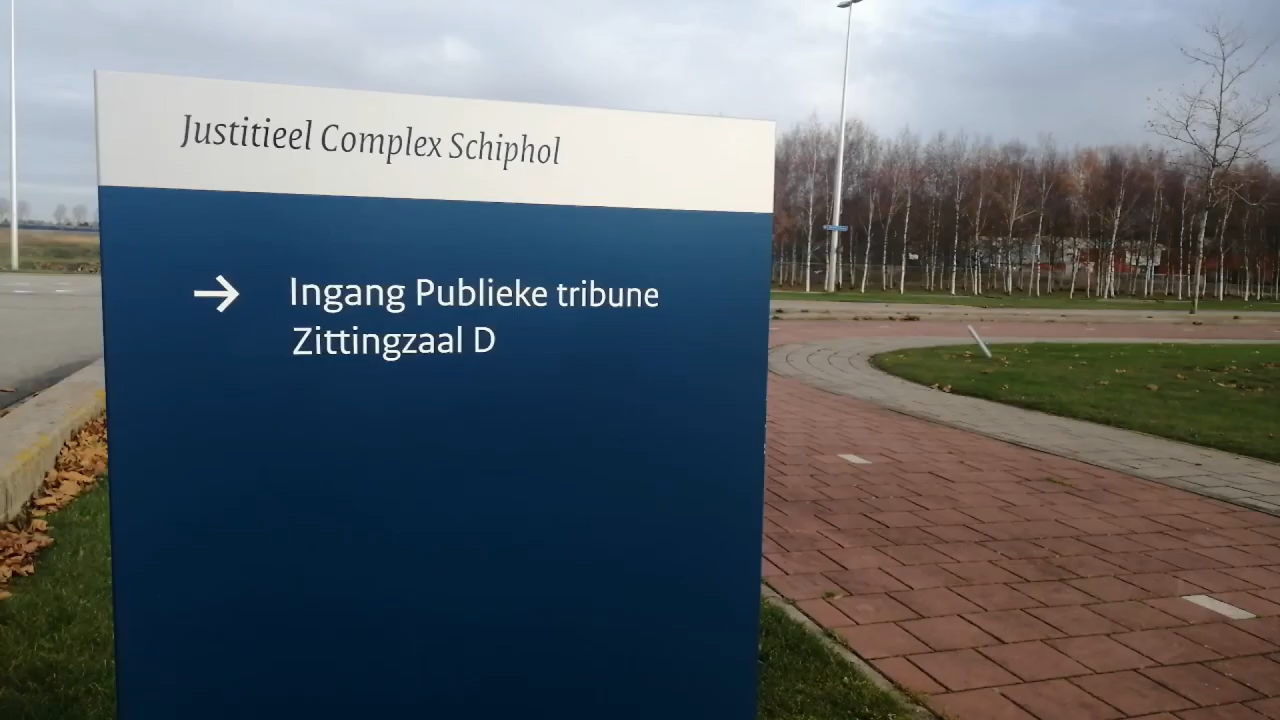 Justitieel Complex Schiphol
→ Ingang Publieke tribune
Zittingzaal D